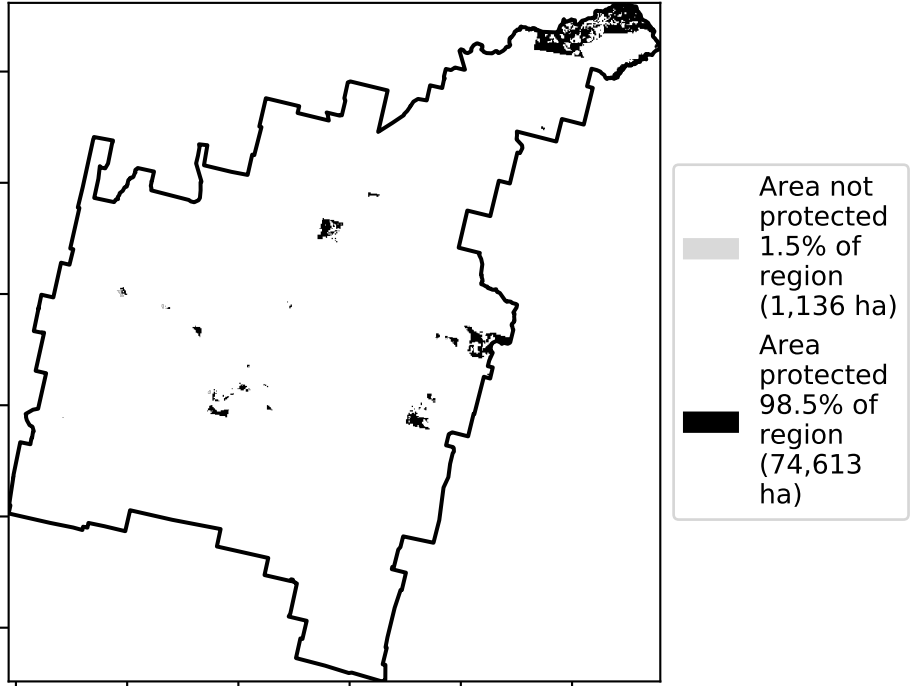 Area not
protected
1.5% of
region
(1,136 ha)
Area
protected
98.5% of
region
(74,613
ha)